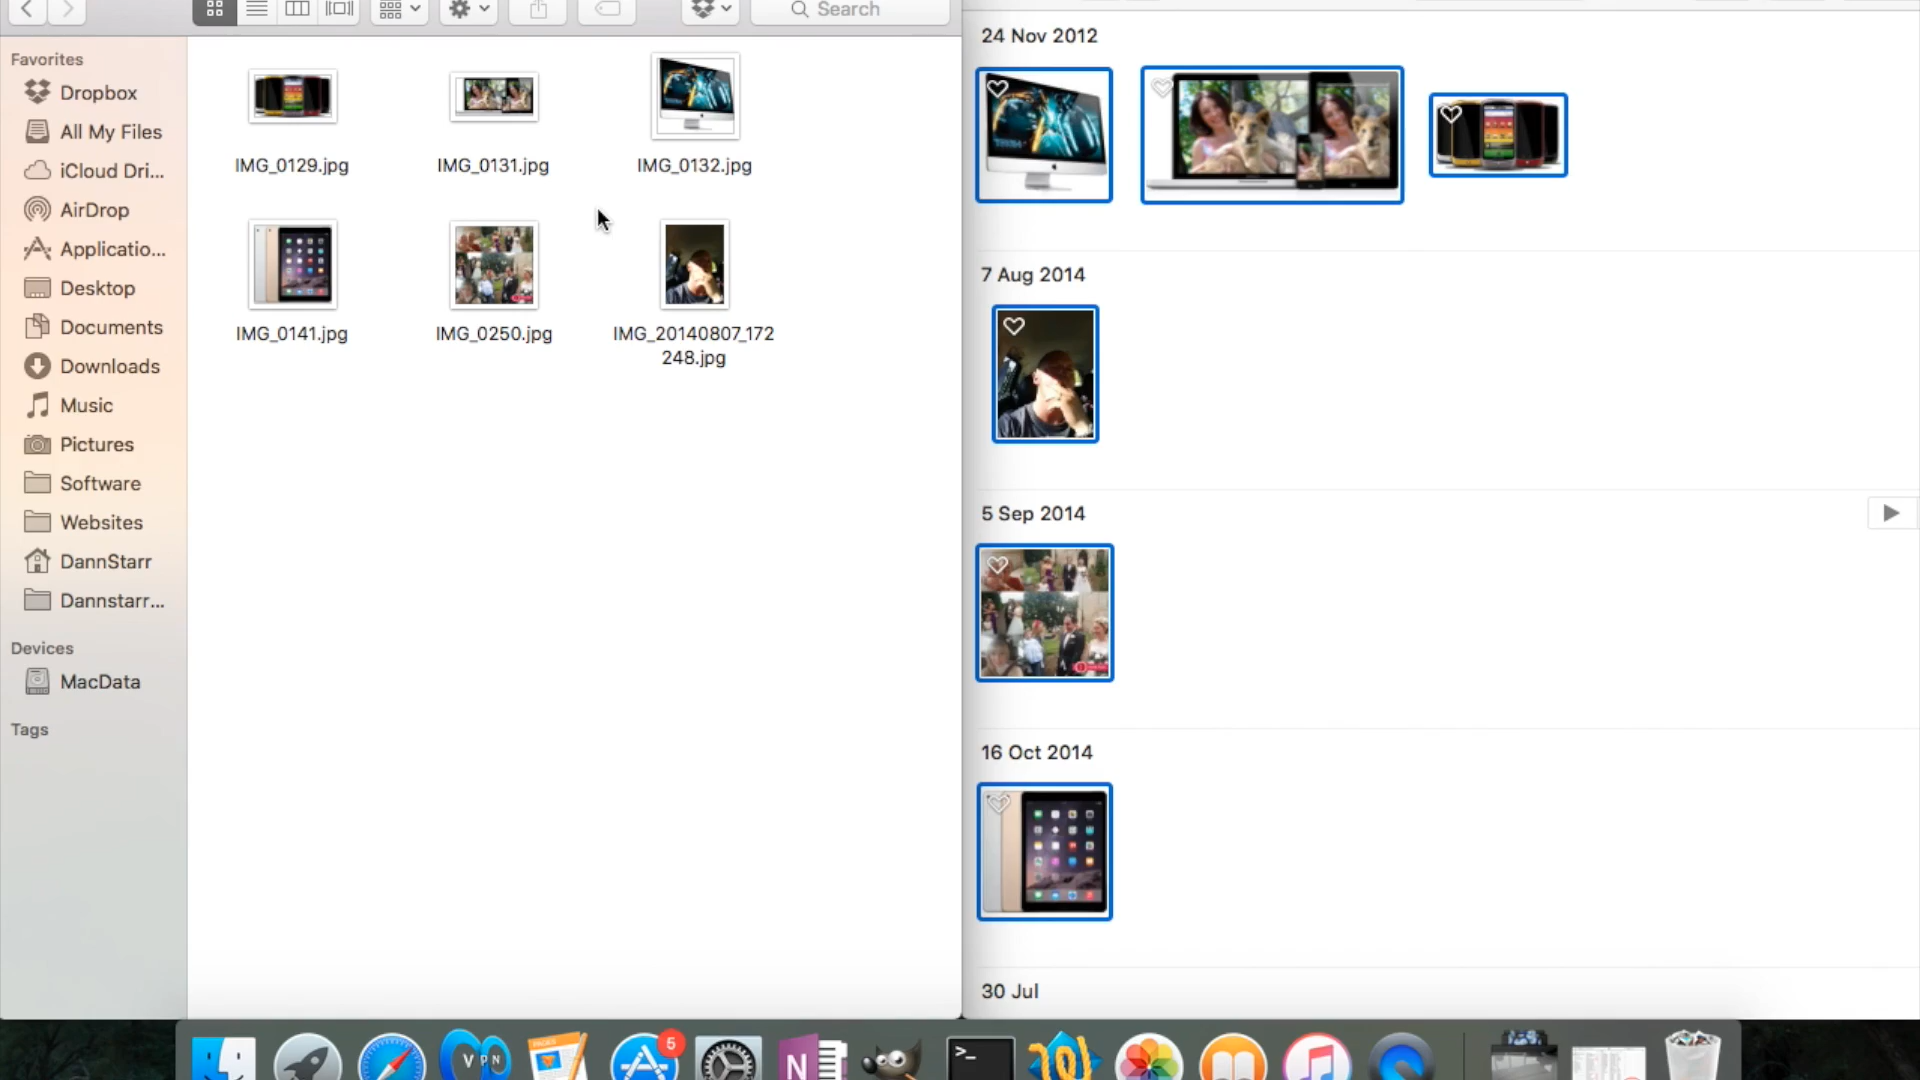 Search
Favorites
Dropbox
All My Files
iCloud Dri...
AirDrop
Applicatio...
Desktop
Documents
Downloads
Music
Pictures
Software
Websites
DannStarr
Dannstarr...
Devices
MacData
Tags
IMG_0129.jpg
IMG_0131.jpg
IMG_0132.jpg
IMG_0141.jpg
IMG_0250.jpg
IMG_20140807_172
248.jpg
24 Nov 2012
7 Aug 2014
5 Sep 2014
16 Oct 2014
30 Jul
VPN
PAGES
5
N
>_